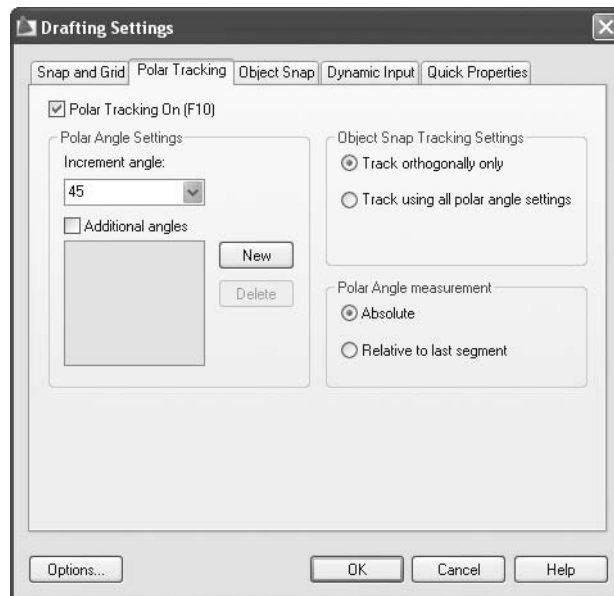 Drafting Settings
Snap and Grid Polar Tracking Object Snap Dynamic Input Quick Properties
Polar Tracking On (F10)
Polar Angle Settings
Increment angle:
45
Additional angles
New
Delete
Object Snap Tracking Settings
Track orthogonally only
Track using all polar angle settings
Polar Angle measurement
Absolute
Relative to last segment
Options... OK Cancel Help